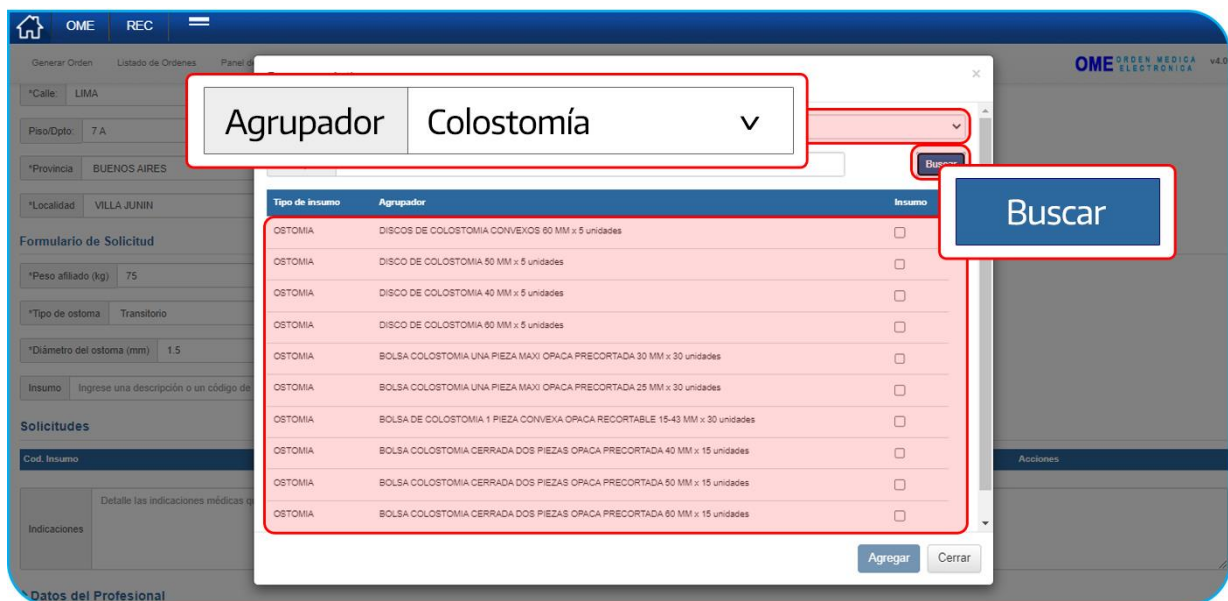 OME REC
Generar Orden Listado de Ordenes Panel
OME ORDEN MEDICA ELECTRONICA v4.0
*Calle: LIMA
Agrupador Colostomía
Piso/Dpto: 7 A
*Provincia BUENOS AIRES
Buscar
*Localidad VILLA JUNIN
Tipo de insumo Agrupador Insumo
Buscar
OSTOMIA DISCOS DE COLOSTOMIA CONVEXOS 60 MM x 5 unidades
Formulario de Solicitud
OSTOMIA DISCO DE COLOSTOMIA 50 MM x 5 unidades
*Peso afiliado (kg) 75
OSTOMIA DISCO DE COLOSTOMIA 40 MM x 5 unidades
*Tipo de ostoma Transitorio
OSTOMIA DISCO DE COLOSTOMIA 60 MM x 5 unidades
*Diámetro del ostoma (mm) 1.5
OSTOMIA BOLSA COLOSTOMIA UNA PIEZA MAXI OPACA PRECORTADA 30 MM x 30 unidades
Insumo Ingrese una descripción o un código de
OSTOMIA BOLSA COLOSTOMIA UNA PIEZA MAXI OPACA PRECORTADA 25 MM x 30 unidades
Solicitudes
OSTOMIA BOLSA DE COLOSTOMIA 1 PIEZA CONVEXA OPACA RECORTABLE 15-43 MM x 30 unidades
Cod. Insumo Acciones
OSTOMIA BOLSA COLOSTOMIA CERRADA DOS PIEZAS OPACA PRECORTADA 40 MM x 15 unidades
OSTOMIA BOLSA COLOSTOMIA CERRADA DOS PIEZAS OPACA PRECORTADA 50 MM x 15 unidades
Detalle las indicaciones médicas
OSTOMIA BOLSA COLOSTOMIA CERRADA DOS PIEZAS OPACA PRECORTADA 60 MM x 15 unidades
Indicaciones
Agregar Cerrar
Datos del Profesional